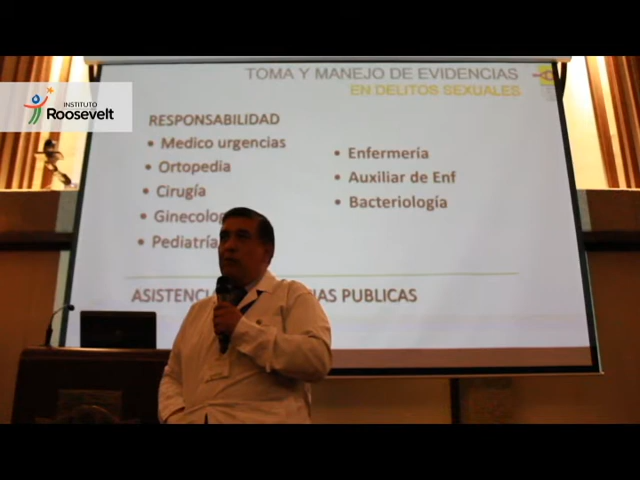 INSTITUTO
Roosevelt
TOMA Y MANEJO DE EVIDENCIAS
EN DELITOS SEXUALES
RESPONSABILIDAD
• Medico urgencias
• Ortopedia
• Cirugía
• Pediatría
• Enfermería
• Auxiliar de Enf
• Bacteriología
PUBLICAS